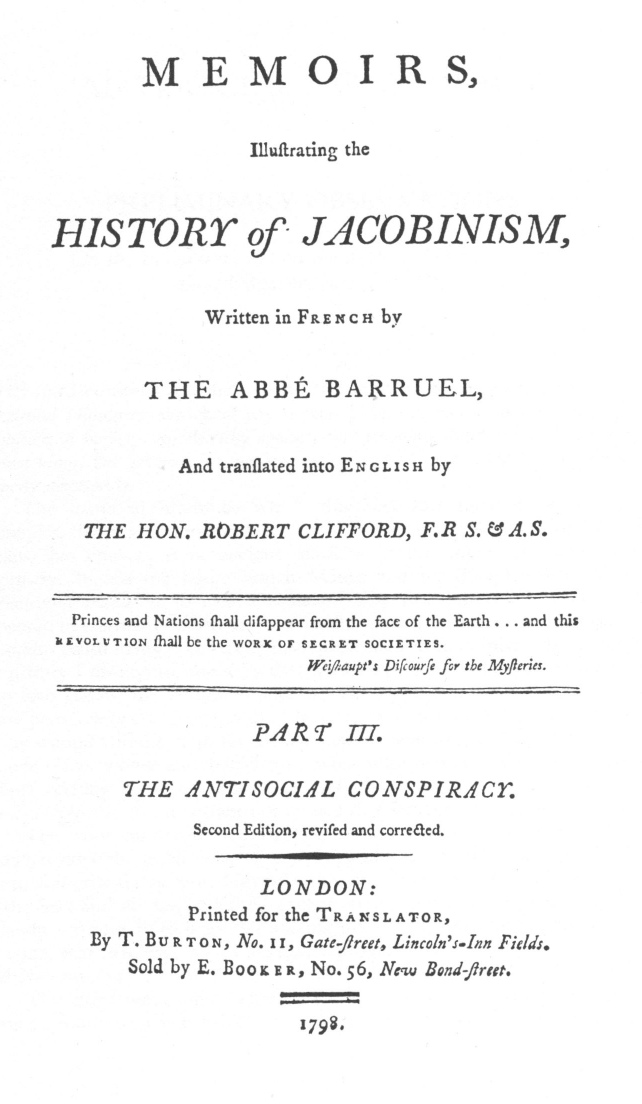 MEMOIRS,
Illuſtrating the
HISTORY of JACOBINISM,
Written in FRENCH by
THE ABBÉ BARRUEL,
And tranſlated into ENGLISH by
THE HON. ROBERT CLIFFORD, F.R S. & A.S.
Princes and Nations ſhall diſappear from the face of the Earth . . . and this
REVOLUTION ſhall be the WORK OF SECRET SOCIETIES.
Weiſhaupt's Diſcourſe for the Myſteries.
PART III.
THE ANTISOCIAL CONSPIRACY.
Second Edition, reviſed and corrected.
LONDON:
Printed for the TRANSLATOR,
By T. BURTON, No. 11, Gate-ſtreet, Lincoln's-Inn Fields.
Sold by E. BOOKER, No. 56, New Bond-ſtreet.
1798.